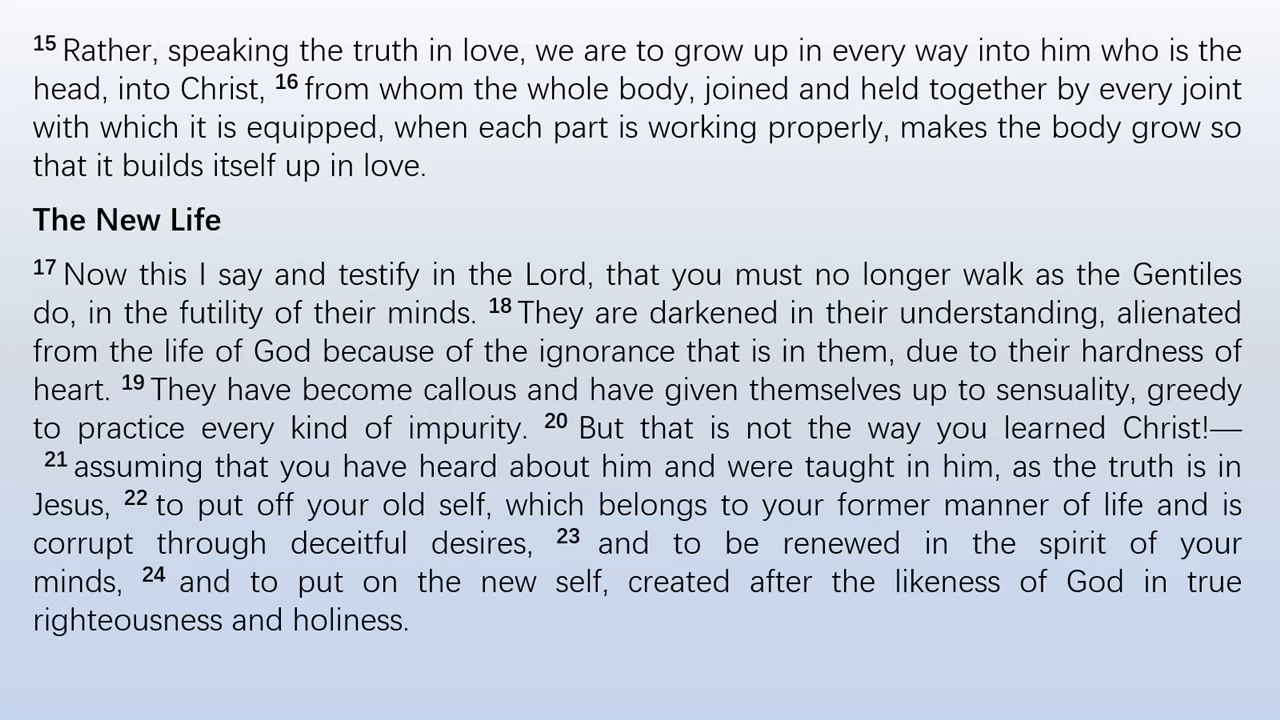 15 Rather, speaking the truth in love, we are to grow up in every way into him who is the
head, into Christ, 16 from whom the whole body, joined and held together by every joint
with which it is equipped, when each part is working properly, makes the body grow so
that it builds itself up in love.
The New Life
17 Now this I say and testify in the Lord, that you must no longer walk as the Gentiles
do, in the futility of their minds. 18 They are darkened in their understanding, alienated
from the life of God because of the ignorance that is in them, due to their hardness of
heart. 19 They have become callous and have given themselves up to sensuality, greedy
to practice every kind of impurity. 20 But that is not the way you learned Christ!—
21 assuming that you have heard about him and were taught in him, as the truth is in
Jesus, 22 to put off your old self, which belongs to your former manner of life and is
corrupt through deceitful desires, 23 and to be renewed in the spirit of your
minds, 24 and to put on the new self, created after the likeness of God in true
righteousness and holiness.